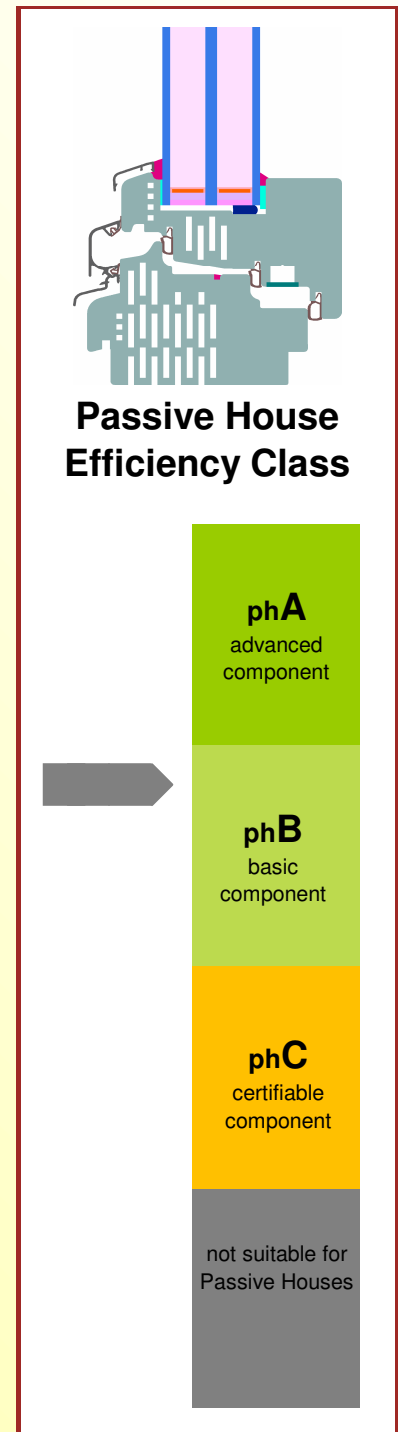 Passive House
Efficiency Class
phA
advanced
component
phB
basic
component
phC
certifiable
component
not suitable for
Passive Houses